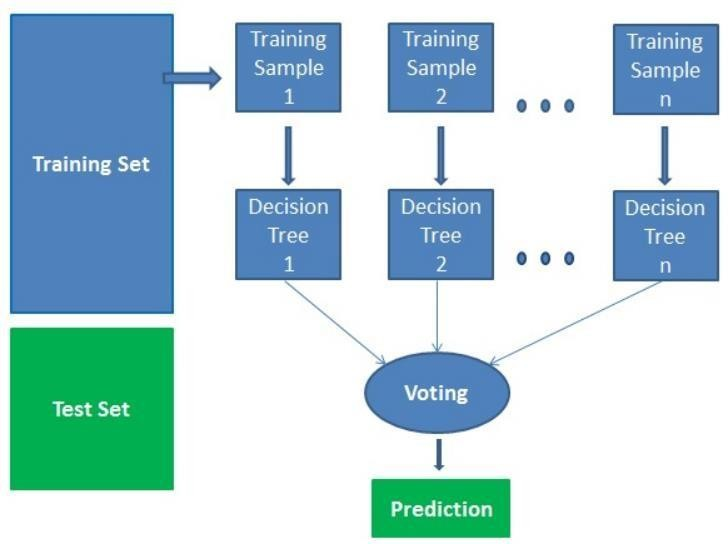 Training Set
Training
Sample
1
Training
Sample
2
Training
Sample
n
Decision
Tree
1
Decision
Tree
2
Decision
Tree
n
Test Set
Voting
Prediction